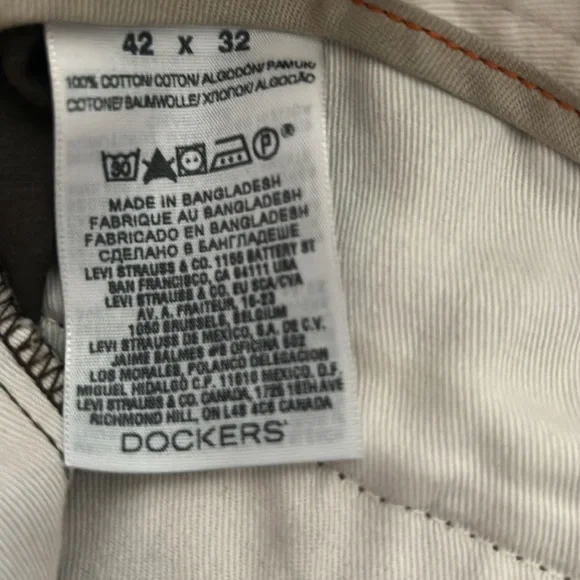 42 x 32
100% COTTON/ COTON/ ALGODÓN/ PAMUK/
COTONE/ BAUMWOLLE/ ХЛОПОК/ ALGODÃO
30 P ®
MADE IN BANGLADESH
FABRIQUE AU BANGLADESH
FABRICADO EN BANGLADESH
СДЕЛАНО В БАНГЛАДЕШЕ
LEVI STRAUSS & CO. 1155 BATTERY ST
SAN FRANCISCO, CA 94111 USA
LEVI STRAUSS & CO. EU SCA/CVA
AV. A. FRAITEUR, 15-23
1050 BRUSSELS, BELGIUM
LEVI STRAUSS DE MEXICO, S.A. DE C.V.
JAIME BALMES #8 OFICINA 502
LOS MORALES, POLANCO DELEGACION
MIGUEL HIDALGO C.P. 11510 MEXICO, D.F.
LEVI STRAUSS & CO. CANADA, 1725 16TH AVE
RICHMOND HILL, ON L4B 4C6 CANADA
DOCKERS®